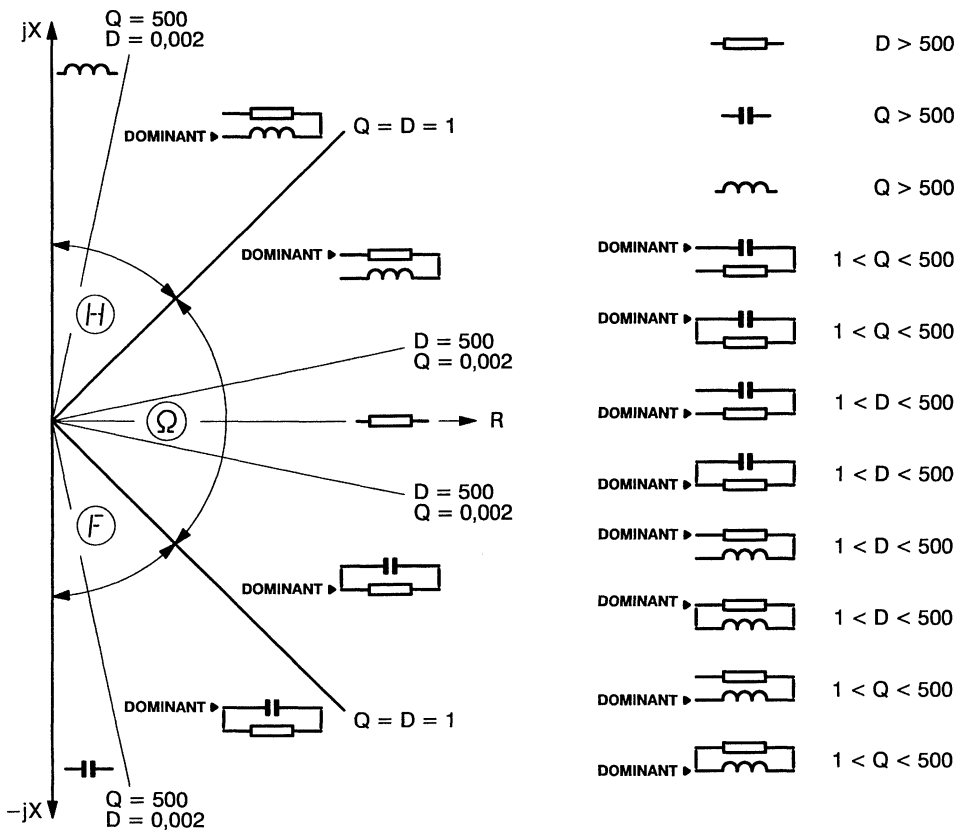 jX
Q = 500
D = 0,002
DOMINANT
Q = D = 1
DOMINANT
H
D = 500
Q = 0,002
Ω
R
D = 500
Q = 0,002
F
DOMINANT
DOMINANT
Q = D = 1
–jX
Q = 500
D = 0,002
D > 500
Q > 500
Q > 500
DOMINANT 1 < Q < 500
DOMINANT 1 < Q < 500
DOMINANT 1 < D < 500
DOMINANT 1 < D < 500
DOMINANT 1 < D < 500
DOMINANT 1 < D < 500
DOMINANT 1 < Q < 500
DOMINANT 1 < Q < 500